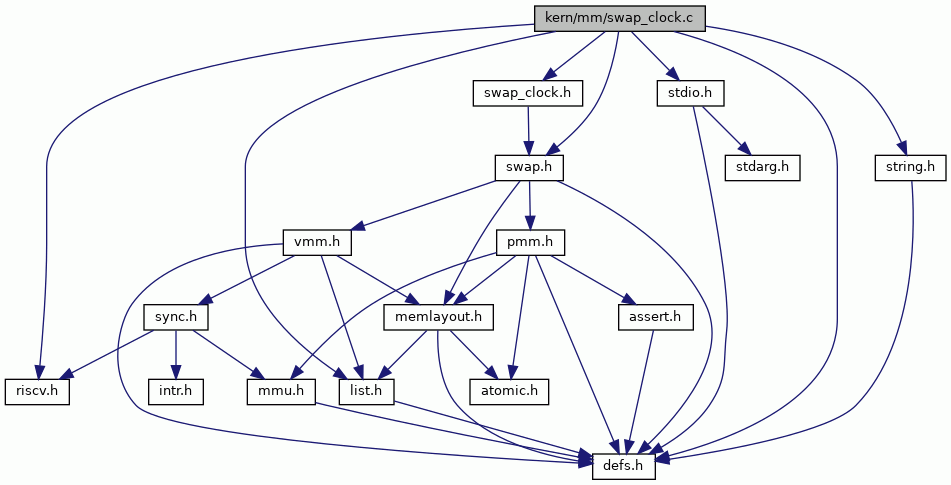 kern/mm/swap_clock.c
swap_clock.h
stdio.h
swap.h
stdarg.h
string.h
vmm.h
pmm.h
sync.h
memlayout.h
assert.h
riscv.h
intr.h
mmu.h
list.h
atomic.h
defs.h